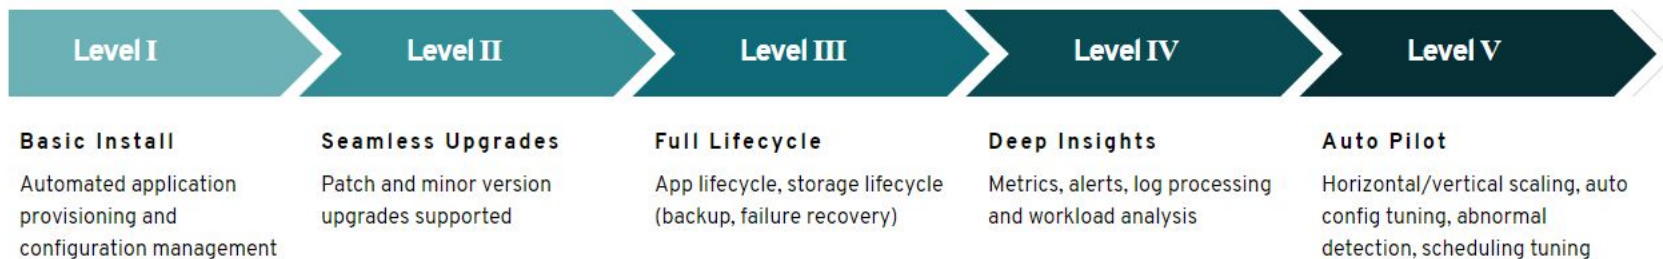 Level I
Level II
Level III
Level IV
Level V
Basic Install
Automated application
provisioning and
configuration management
Seamless Upgrades
Patch and minor version
upgrades supported
Full Lifecycle
App lifecycle, storage lifecycle
(backup, failure recovery)
Deep Insights
Metrics, alerts, log processing
and workload analysis
Auto Pilot
Horizontal/vertical scaling, auto
config tuning, abnormal
detection, scheduling tuning